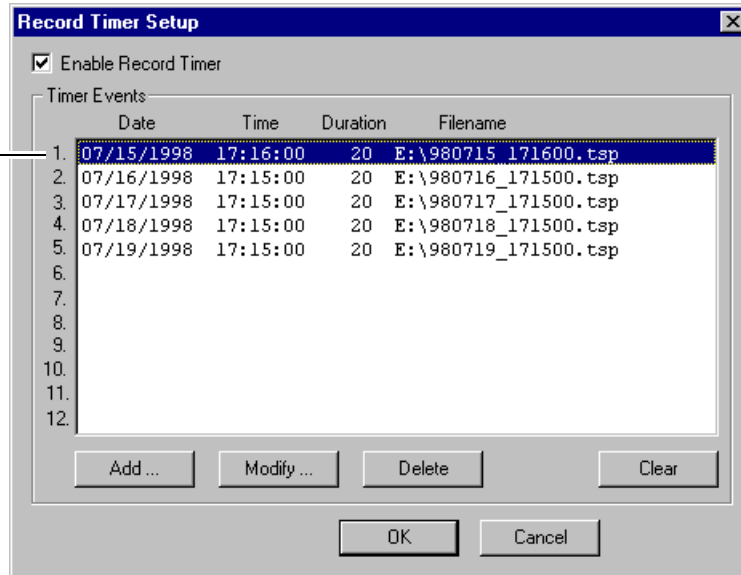 Record Timer Setup
Enable Record Timer
Timer Events
Date Time Duration Filename
1. 07/15/1998 17:16:00 20 E:\980715_171600.tsp
2. 07/16/1998 17:15:00 20 E:\980716_171500.tsp
3. 07/17/1998 17:15:00 20 E:\980717_171500.tsp
4. 07/18/1998 17:15:00 20 E:\980718_171500.tsp
5. 07/19/1998 17:15:00 20 E:\980719_171500.tsp
6.
7.
8.
9.
10.
11.
12.
Add ... Modify ... Delete Clear
OK Cancel